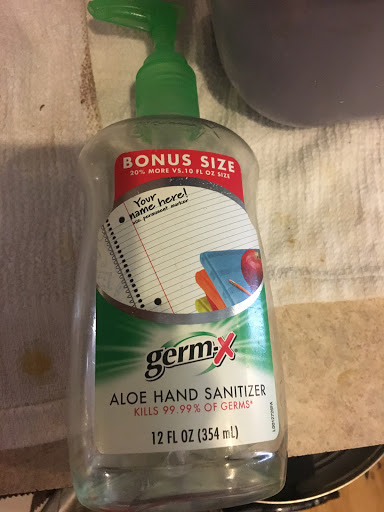 BONUS SIZE
20% MORE VS. 10 FL OZ SIZE
Your
name here!
permanent marker
germ-X®
ALOE HAND SANITIZER
KILLS 99.99% OF GERMS*
12 FL OZ (354 mL)